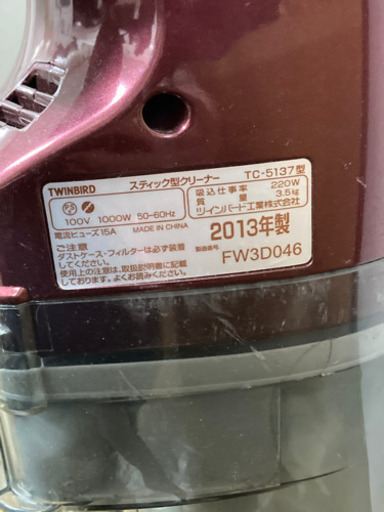 TWINBIRD スティック型クリーナー TC-5137型
100V 1000W 50-60Hz 吸込仕事率 220W
質量 3.5kg
電流ヒューズ15A MADE IN CHINA ツインバード工業株式会社
ご注意 2013年製
ダストケース・フィルターは必ず装着
してください。 製造番号 FW3D046
使用上のご注意は、取扱説明書に記載
しておりますので、よくお読みください。